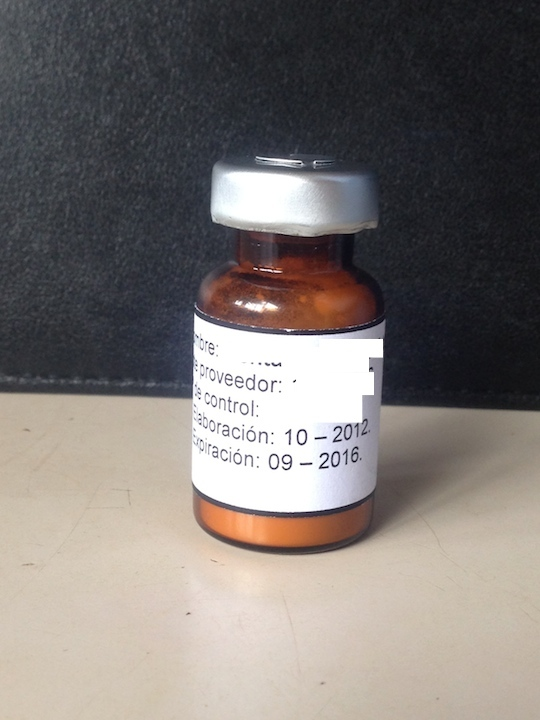 mbre:
e proveedor:
de control:
Elaboración: 10 – 2012.
Expiración: 09 – 2016.